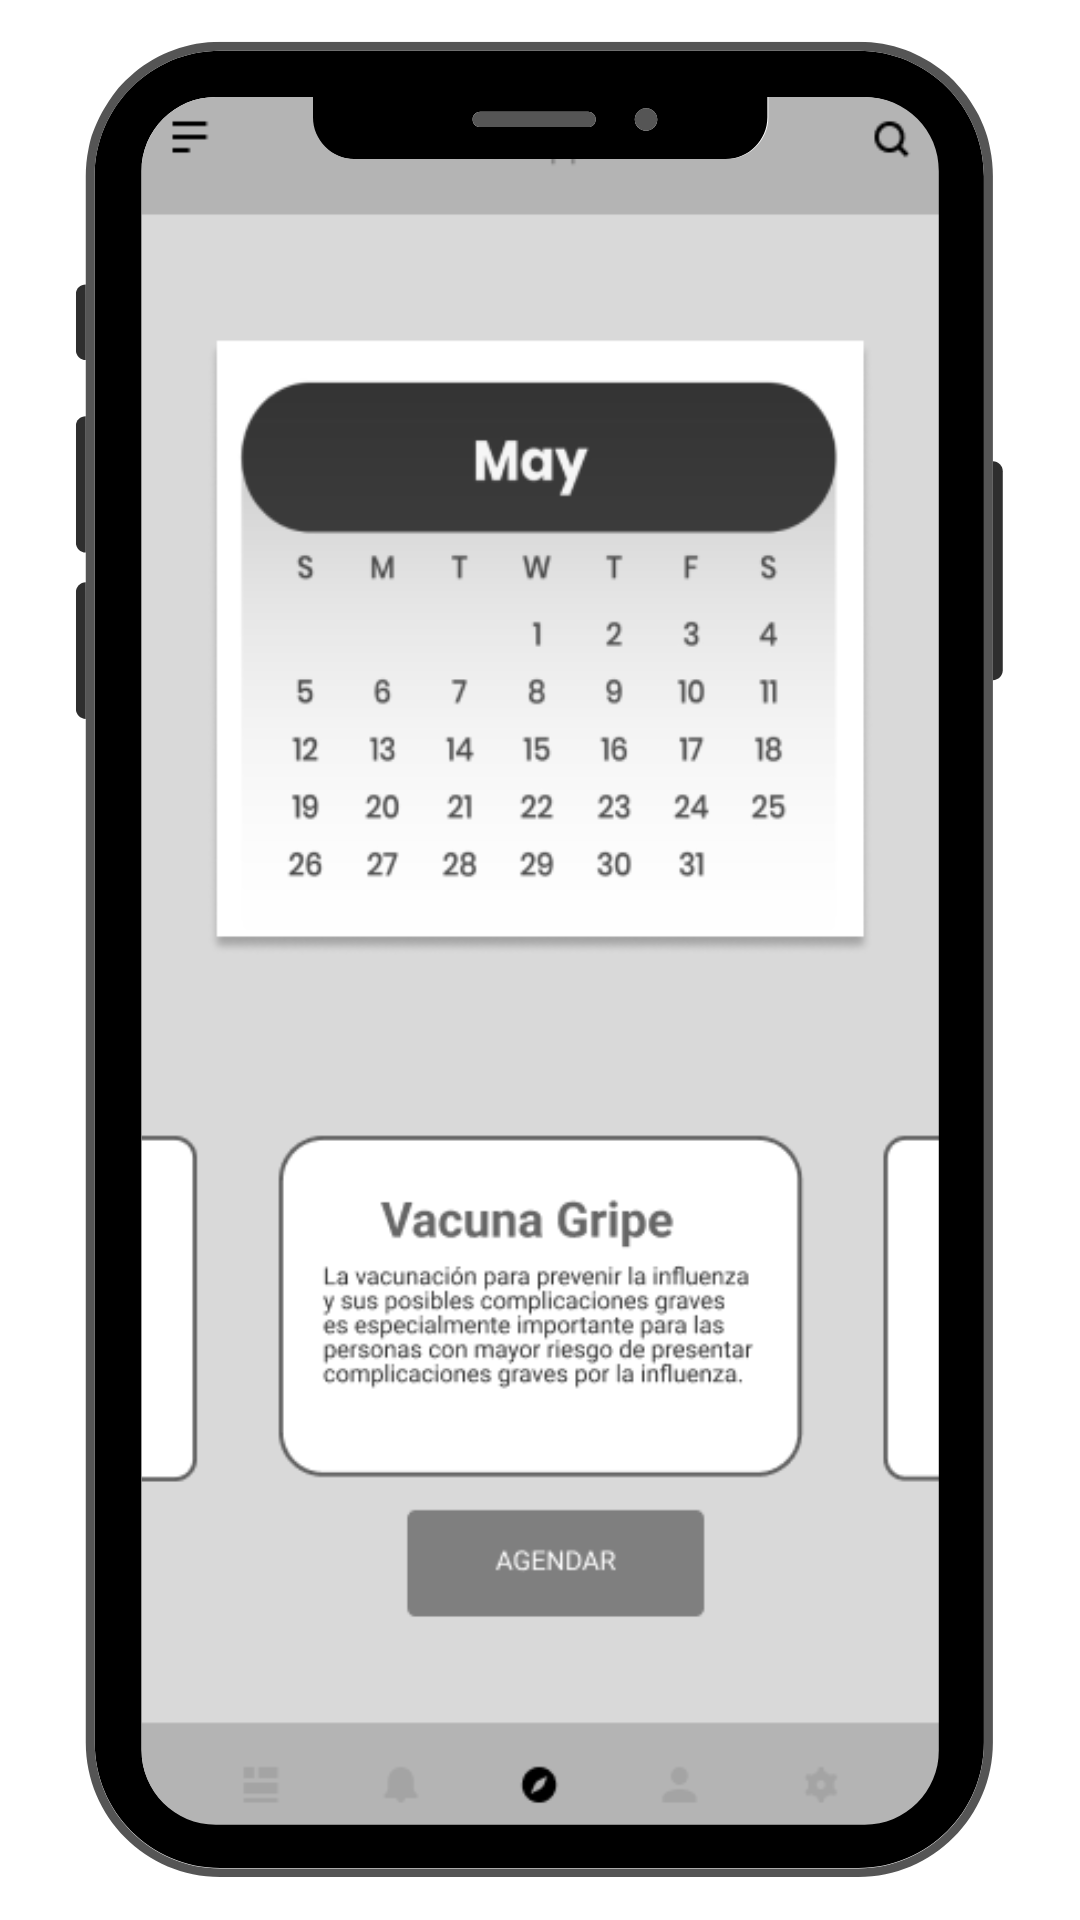 May
S M T W T F S
1 2 3 4
5 6 7 8 9 10 11
12 13 14 15 16 17 18
19 20 21 22 23 24 25
26 27 28 29 30 31
Vacuna Gripe
La vacunación para prevenir la influenza
y sus posibles complicaciones graves
es especialmente importante para las
personas con mayor riesgo de presentar
complicaciones graves por la influenza.
AGENDAR